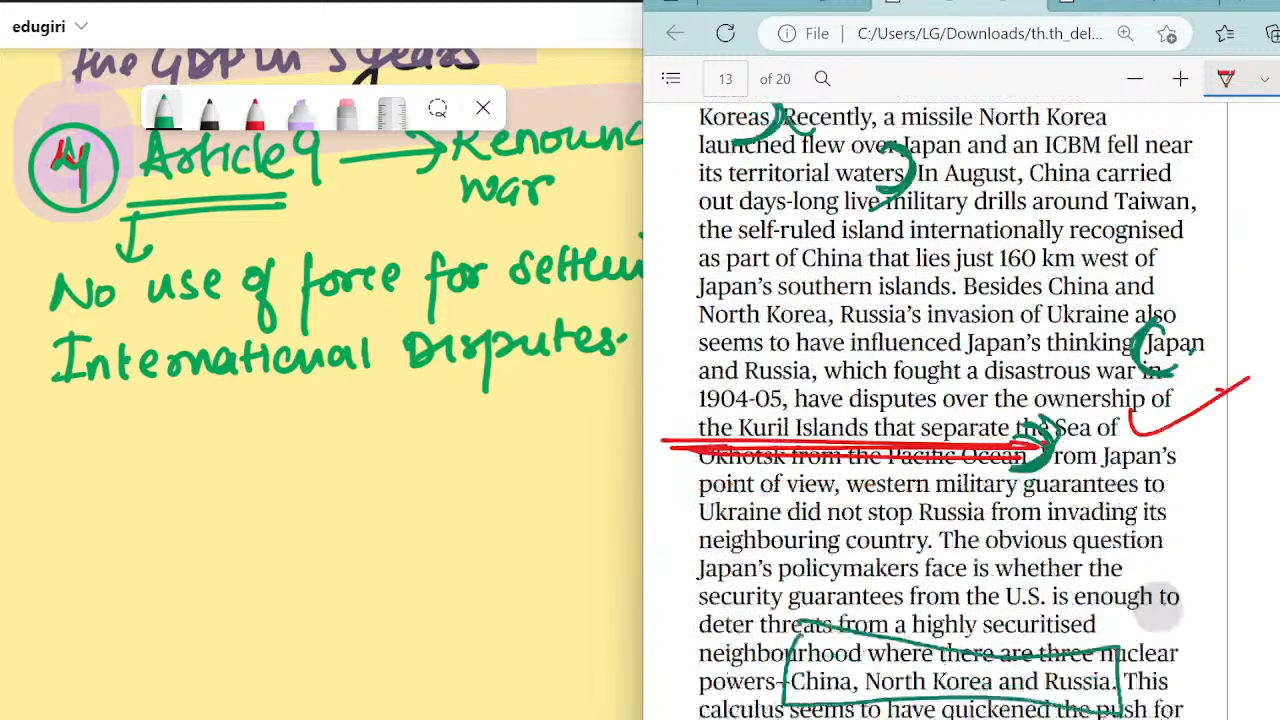 edugiri
the GDP in 5 years
4 Article 9 → Renounc
war
No use of force for settlin
International Disputes.
File C:/Users/LG/Downloads/th.th_del...
13 of 20
Koreas. Recently, a missile North Korea
launched flew over Japan and an ICBM fell near
its territorial waters. In August, China carried
out days-long live military drills around Taiwan,
the self-ruled island internationally recognised
as part of China that lies just 160 km west of
Japan's southern islands. Besides China and
North Korea, Russia's invasion of Ukraine also
seems to have influenced Japan's thinking. Japan
and Russia, which fought a disastrous war in
1904-05, have disputes over the ownership of
the Kuril Islands that separate the Sea of
Okhotsk from the Pacific Ocean. From Japan's
point of view, western military guarantees to
Ukraine did not stop Russia from invading its
neighbouring country. The obvious question
Japan's policymakers face is whether the
security guarantees from the U.S. is enough to
deter threats from a highly securitised
neighbourhood where there are three nuclear
powers–China, North Korea and Russia. This
calculus seems to have quickened the push for